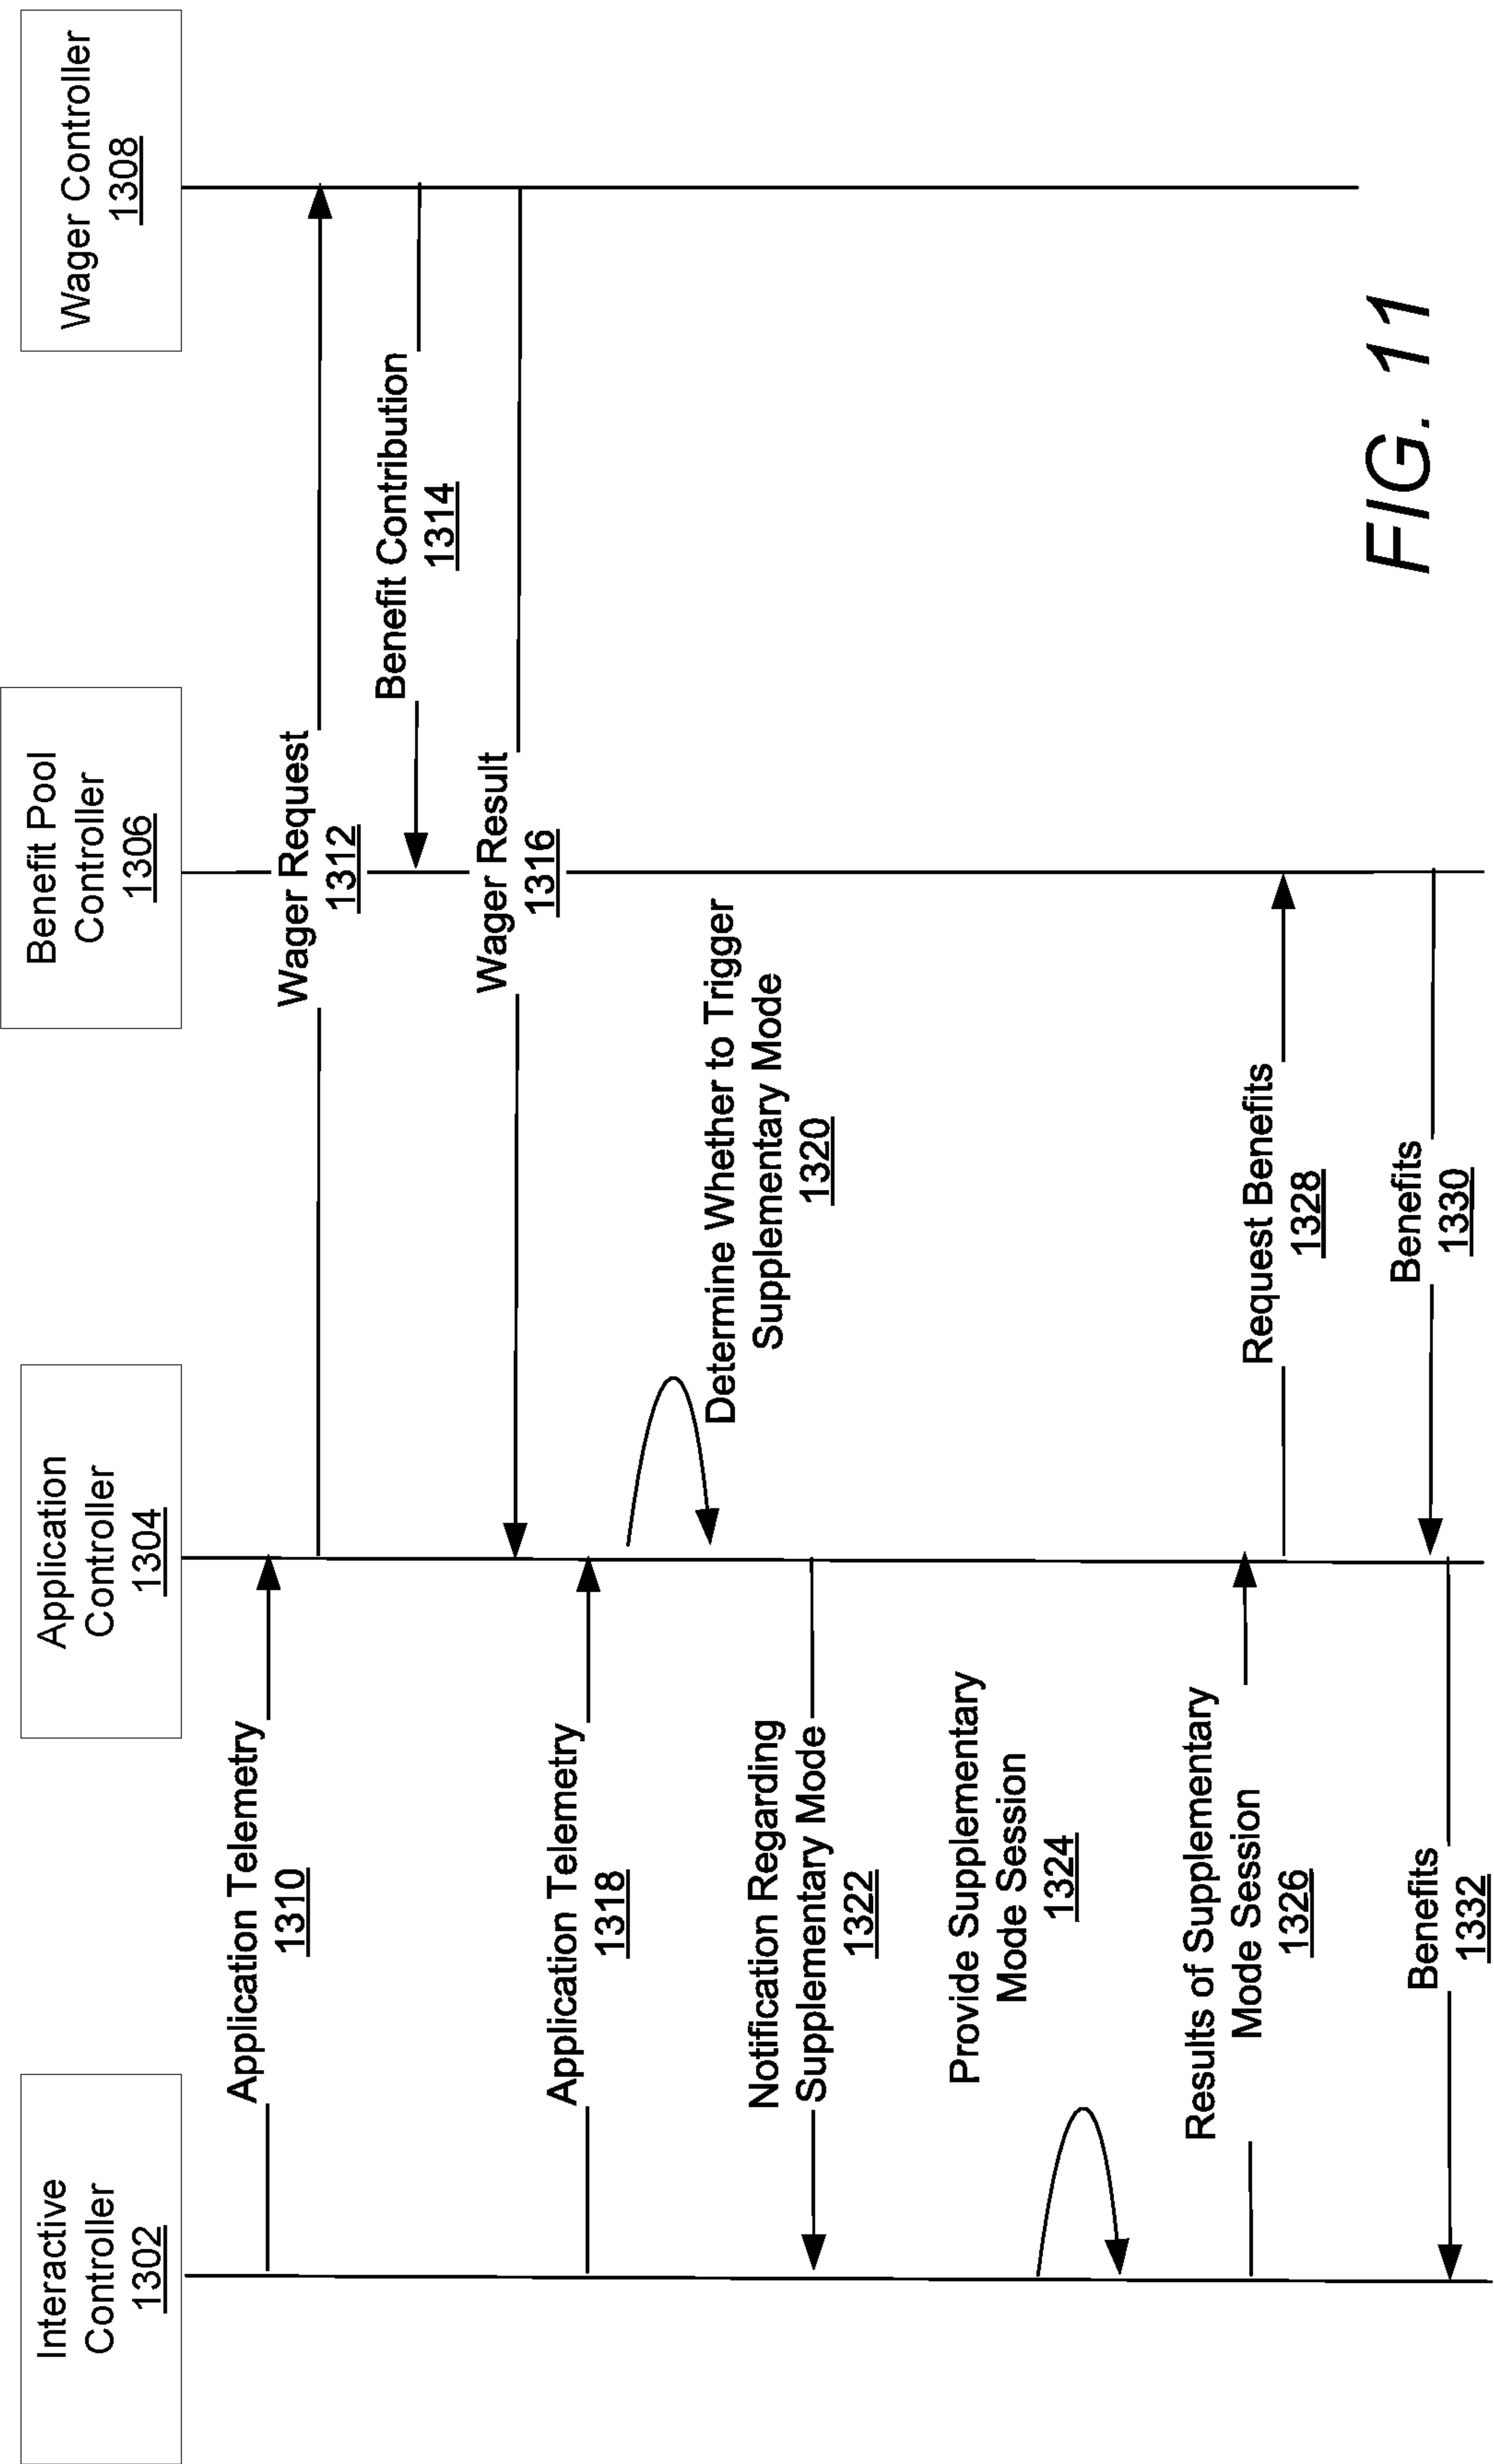 Interactive
Controller
1302
Application
Controller
1304
Benefit Pool
Controller
1306
Wager Controller
1308
Application Telemetry
1310
Wager Request
1312
Benefit Contribution
1314
Wager Result
1316
Application Telemetry
1318
Determine Whether to Trigger
Supplementary Mode
1320
Notification Regarding
Supplementary Mode
1322
Provide Supplementary
Mode Session
1324
Results of Supplementary
Mode Session
1326
Request Benefits
1328
Benefits
1330
Benefits
1332
FIG. 11